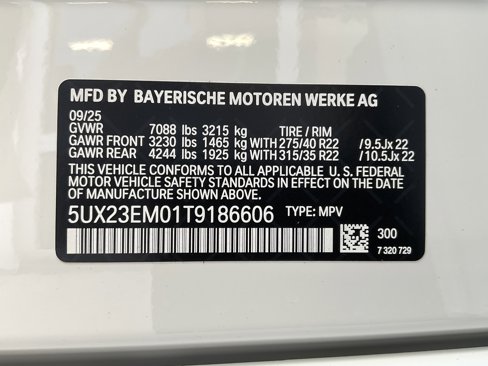 MFD BY BAYERISCHE MOTOREN WERKE AG
09/25
GVWR 7088 lbs 3215 kg TIRE / RIM
GAWR FRONT 3230 lbs 1465 kg WITH 275/40 R22 /9.5Jx22
GAWR REAR 4244 lbs 1925 kg WITH 315/35 R22 /10.5Jx22
THIS VEHICLE CONFORMS TO ALL APPLICABLE U.S. FEDERAL
MOTOR VEHICLE SAFETY STANDARDS IN EFFECT ON THE DATE
OF MANUFACTURE SHOWN ABOVE.
5UX23EM01T9186606 TYPE: MPV
300
7 320 729